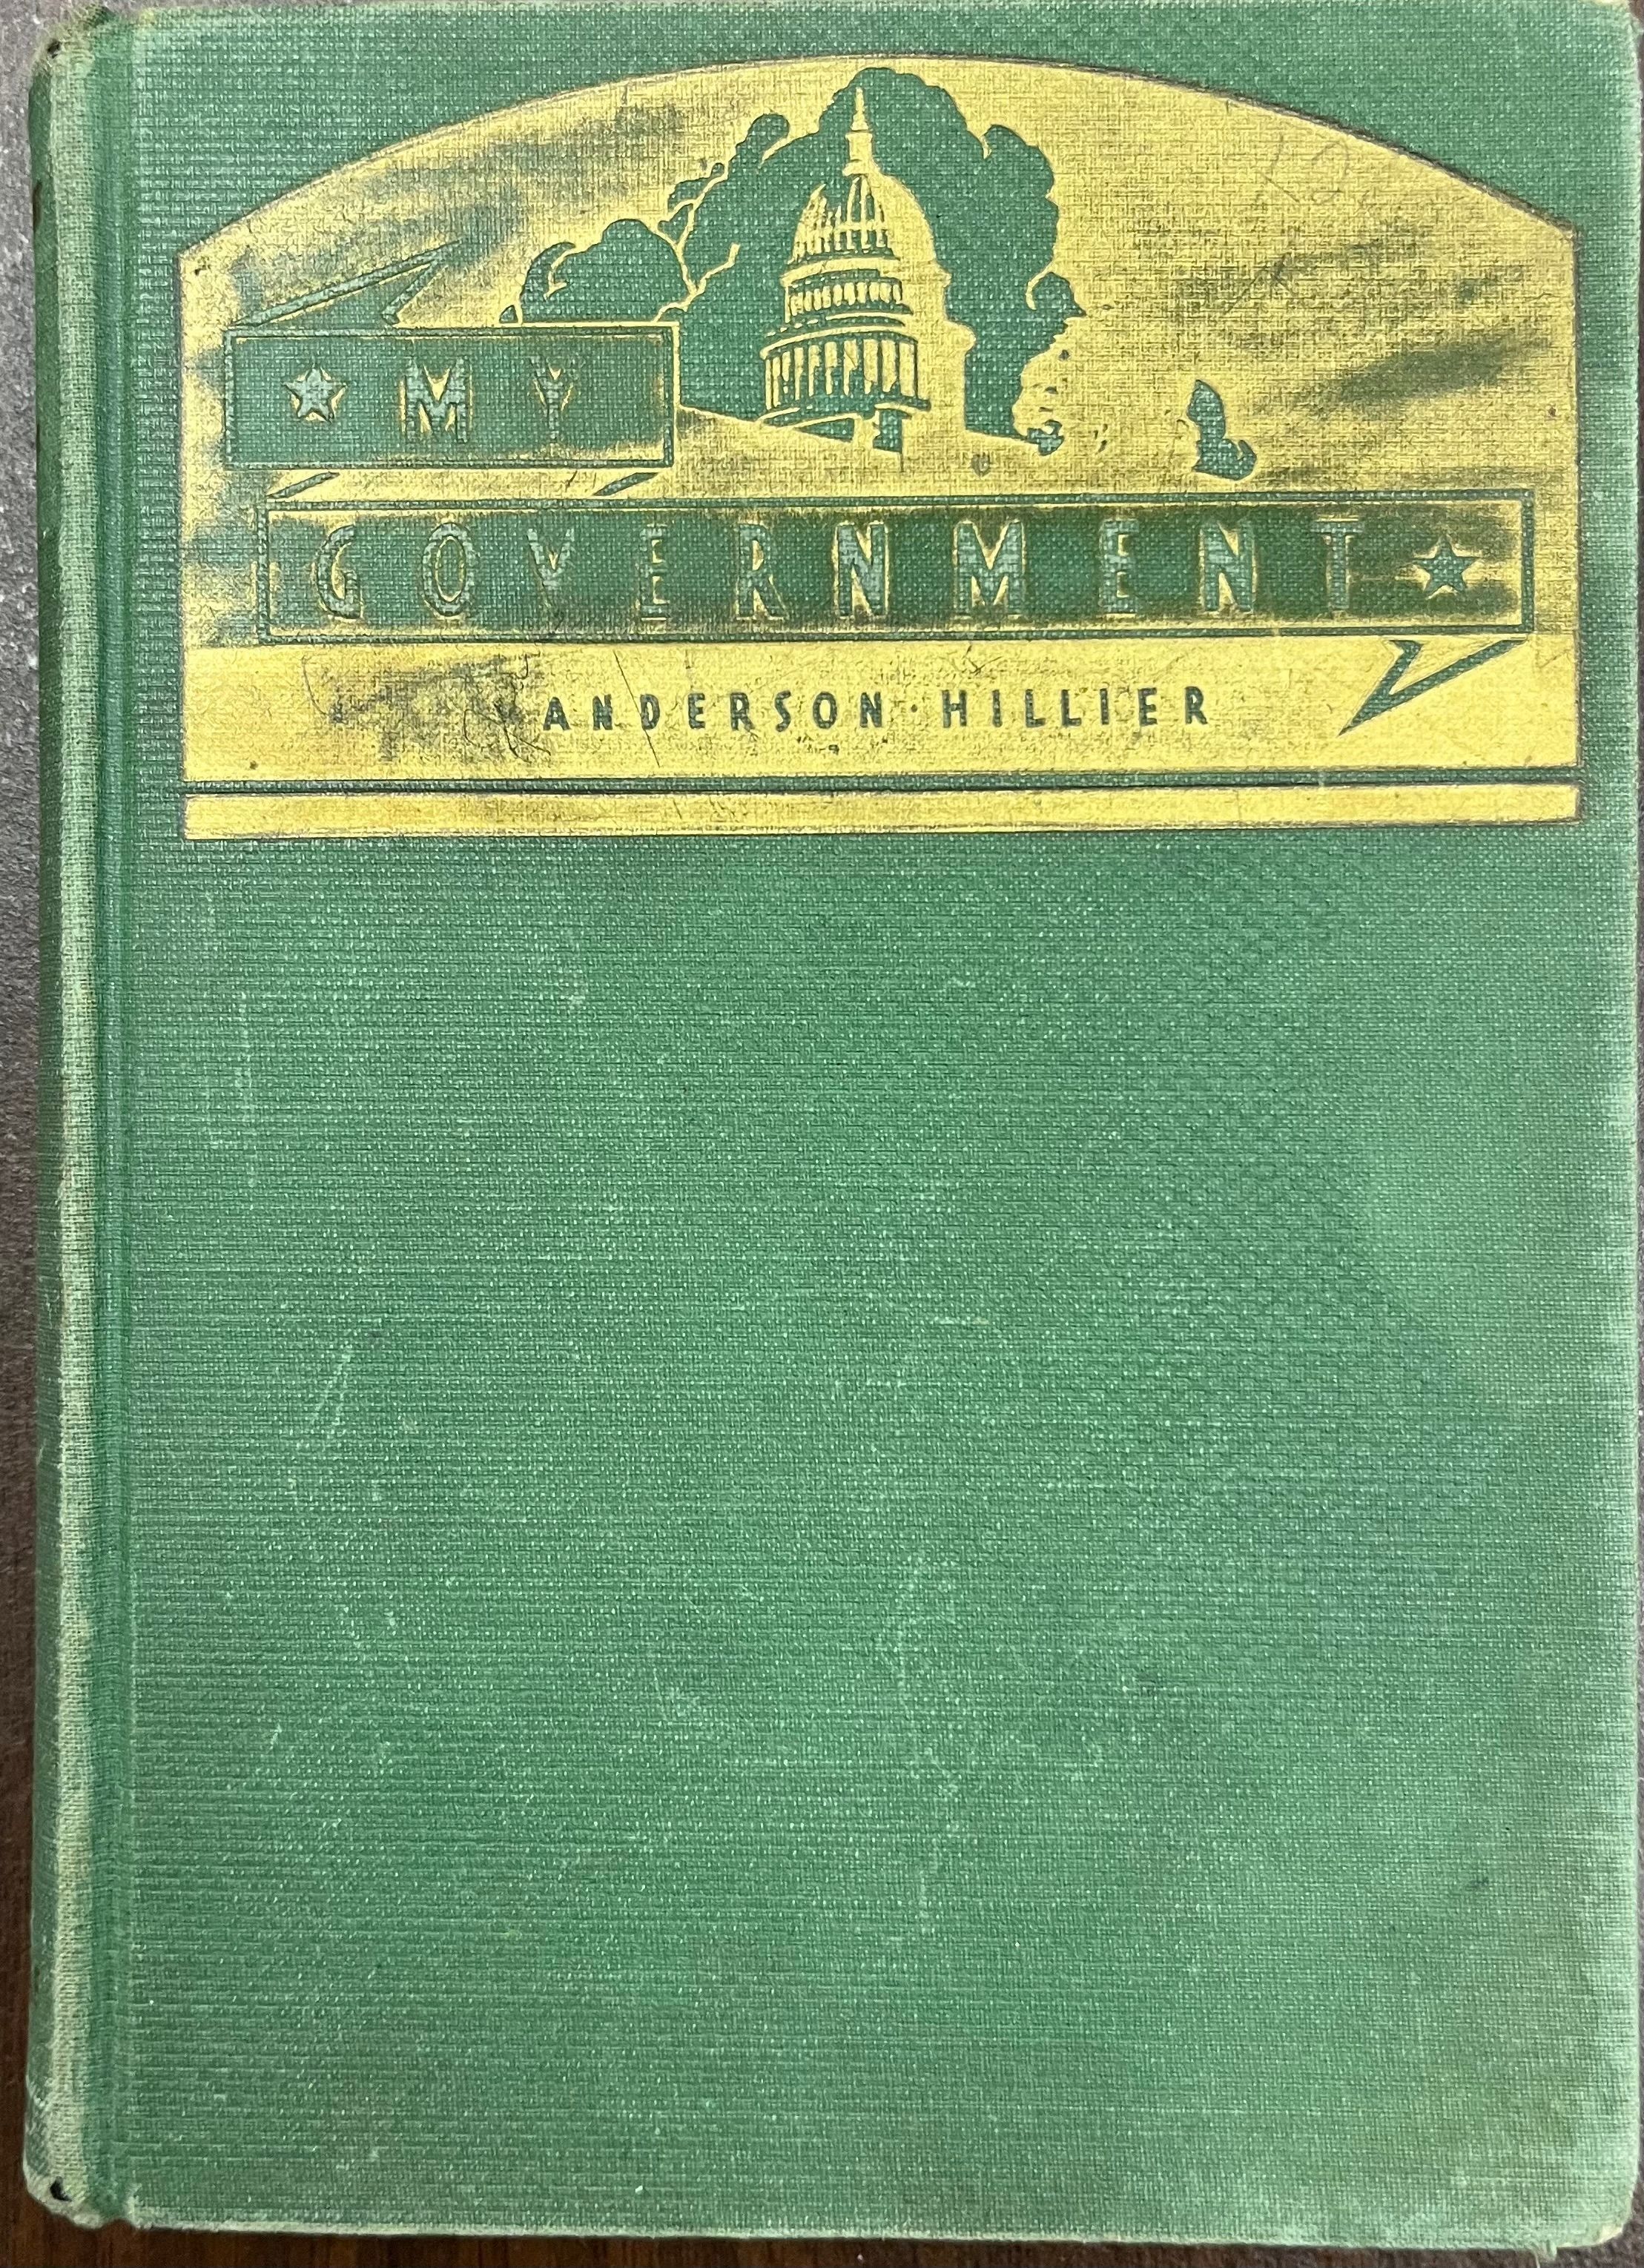 MY
GOVERNMENT
ANDERSON · HILLIER